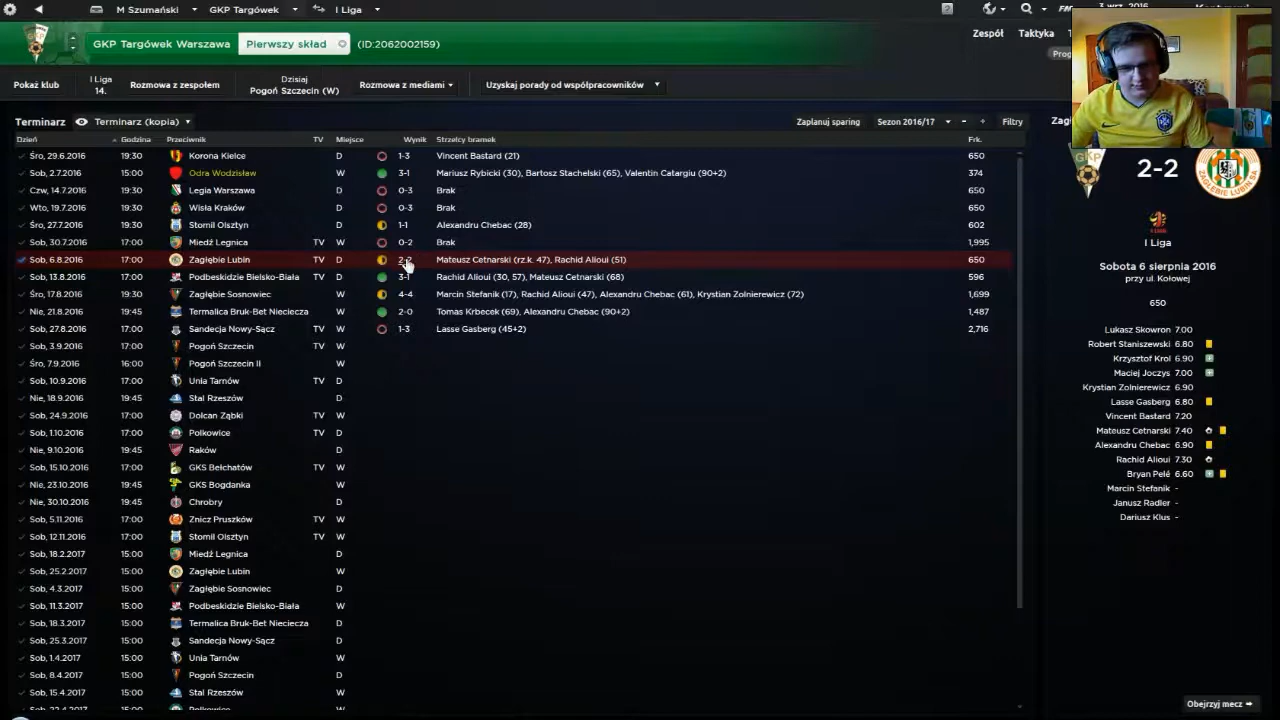 M Szumański GKP Targówek I Liga 3 wrz. 2016
GKP Targówek Warszawa Pierwszy skład (ID:2062002159) Zespół Taktyka
Pokaż klub I Liga 14. Rozmowa z zespołem Dzisiaj Pogoń Szczecin (W) Rozmowa z mediami Uzyskaj porady od współpracowników
Terminarz Terminarz (kopia) Zaplanuj sparing Sezon 2016/17 - + Filtry
Dzień Godzina Przeciwnik TV Miejsce Wynik Strzelcy bramek Frk.
Śro, 29.6.2016 19:30 Korona Kielce D 1-3 Vincent Bastard (21) 650
Sob, 2.7.2016 15:00 Odra Wodzisław W 3-1 Mariusz Rybicki Bartosz Stachelski (65), Valentin Catargiu (90+2) 374
Czw, 14.7.2016 19:30 Legia Warszawa D 0-3 Brak 650
Wto, 19.7.2016 19:30 Wisła Kraków D 0-3 Brak 650
Śro, 27.7.2016 19:30 Stomil Olsztyn D 1-1 Alexandru Chebac (28) 602
Sob, 30.7.2016 17:00 Miedź Legnica TV W 0-2 Brak 1,995
Sob, 6.8.2016 17:00 Zagłębie Lubin TV D 2-2 Mateusz Cetnarski (rz.k. 47), Rachid Alioui (51) 650
Sob, 13.8.2016 17:00 Podbeskidzie Bielsko-Biała TV D 3-1 Rachid Alioui (30, 57), Mateusz Cetnarski (68) 596
Śro, 17.8.2016 19:30 Zagłębie Sosnowiec W 4-4 Marcin Stefanik (17), Rachid Alioui (47), Alexandru Chebac (61), Krystian Zolnierewicz (72) 1,699
Nie, 21.8.2016 19:45 Termalica Bruk-Bet Nieciecza W 2-0 Tomas Krbecek (69), Alexandru Chebac (90+2) 1,487
Sob, 27.8.2016 17:00 Sandecja Nowy-Sącz TV W 1-3 Lasse Gasberg (45+2) 2,716
Sob, 3.9.2016 17:00 Pogoń Szczecin TV W
Śro, 7.9.2016 16:00 Pogoń Szczecin II W
Sob, 10.9.2016 17:00 Unia Tarnów TV D
Nie, 18.9.2016 19:45 Stal Rzeszów D
Sob, 24.9.2016 17:00 Dolcan Ząbki TV W
Sob, 1.10.2016 17:00 Polkowice TV D
Nie, 9.10.2016 19:45 Raków D
Sob, 15.10.2016 17:00 GKS Bełchatów TV W
Nie, 23.10.2016 19:45 GKS Bogdanka W
Nie, 30.10.2016 19:45 Chrobry D
Sob, 5.11.2016 17:00 Znicz Pruszków TV W
Sob, 12.11.2016 17:00 Stomil Olsztyn TV W
Sob, 18.2.2017 15:00 Miedź Legnica D
Sob, 25.2.2017 15:00 Zagłębie Lubin W
Sob, 4.3.2017 15:00 Zagłębie Sosnowiec D
Sob, 11.3.2017 15:00 Podbeskidzie Bielsko-Biała W
Sob, 18.3.2017 15:00 Termalica Bruk-Bet Nieciecza D
Sob, 25.3.2017 15:00 Sandecja Nowy-Sącz D
Sob, 1.4.2017 15:00 Unia Tarnów W
Sob, 8.4.2017 15:00 Pogoń Szczecin D
Sob, 15.4.2017 15:00 Stal Rzeszów W
Sob, 22.4.2017 15:00 Polkowice W
GKP 2-2 ZAGŁĘBIE LUBIN SA
I Liga
Sobota 6 sierpnia 2016
przy ul. Kołowej
650
Lukasz Skowron 7.00
Robert Staniszewski 6.80
Krzysztof Krol 6.90
Maciej Joczys 7.00
Krystian Zolnierewicz 6.90
Lasse Gasberg 6.80
Vincent Bastard 7.20
Mateusz Cetnarski 7.40
Alexandru Chebac 6.90
Rachid Alioui 7.30
Bryan Pelé 6.60
Marcin Stefanik -
Janusz Radler -
Dariusz Klus -
Obejrzyj mecz